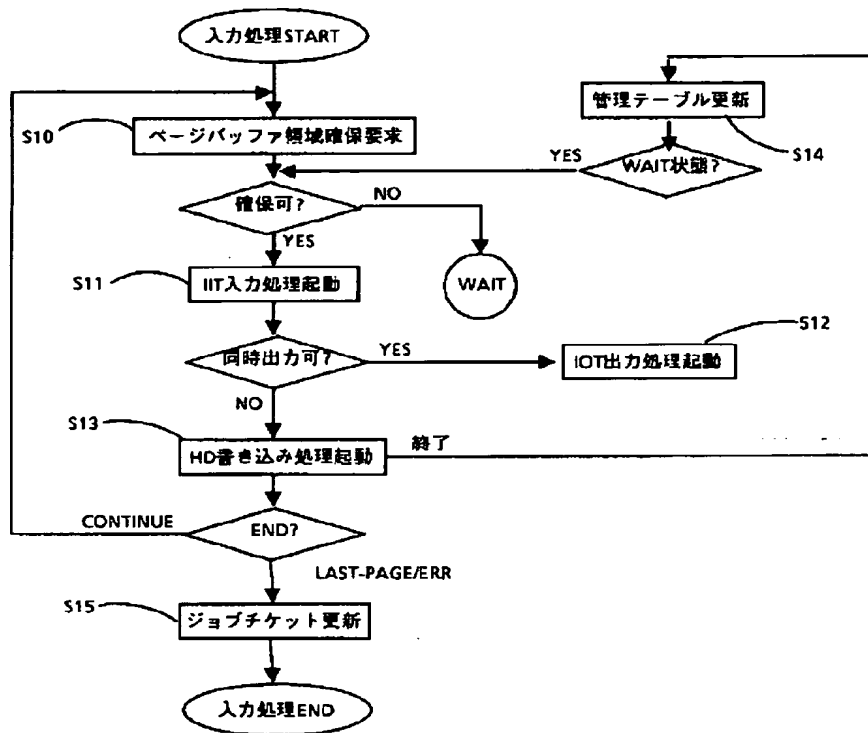 入力処理START
S10
ページバッファ領域確保要求
管理テーブル更新
S14
WAIT状態?
YES
確保可?
NO
YES
WAIT
S11
IIT入力処理起動
同時出力可?
YES
S12
IOT出力処理起動
NO
S13
HD書き込み処理起動
終了
END?
CONTINUE
LAST-PAGE/ERR
S15
ジョブチケット更新
入力処理END